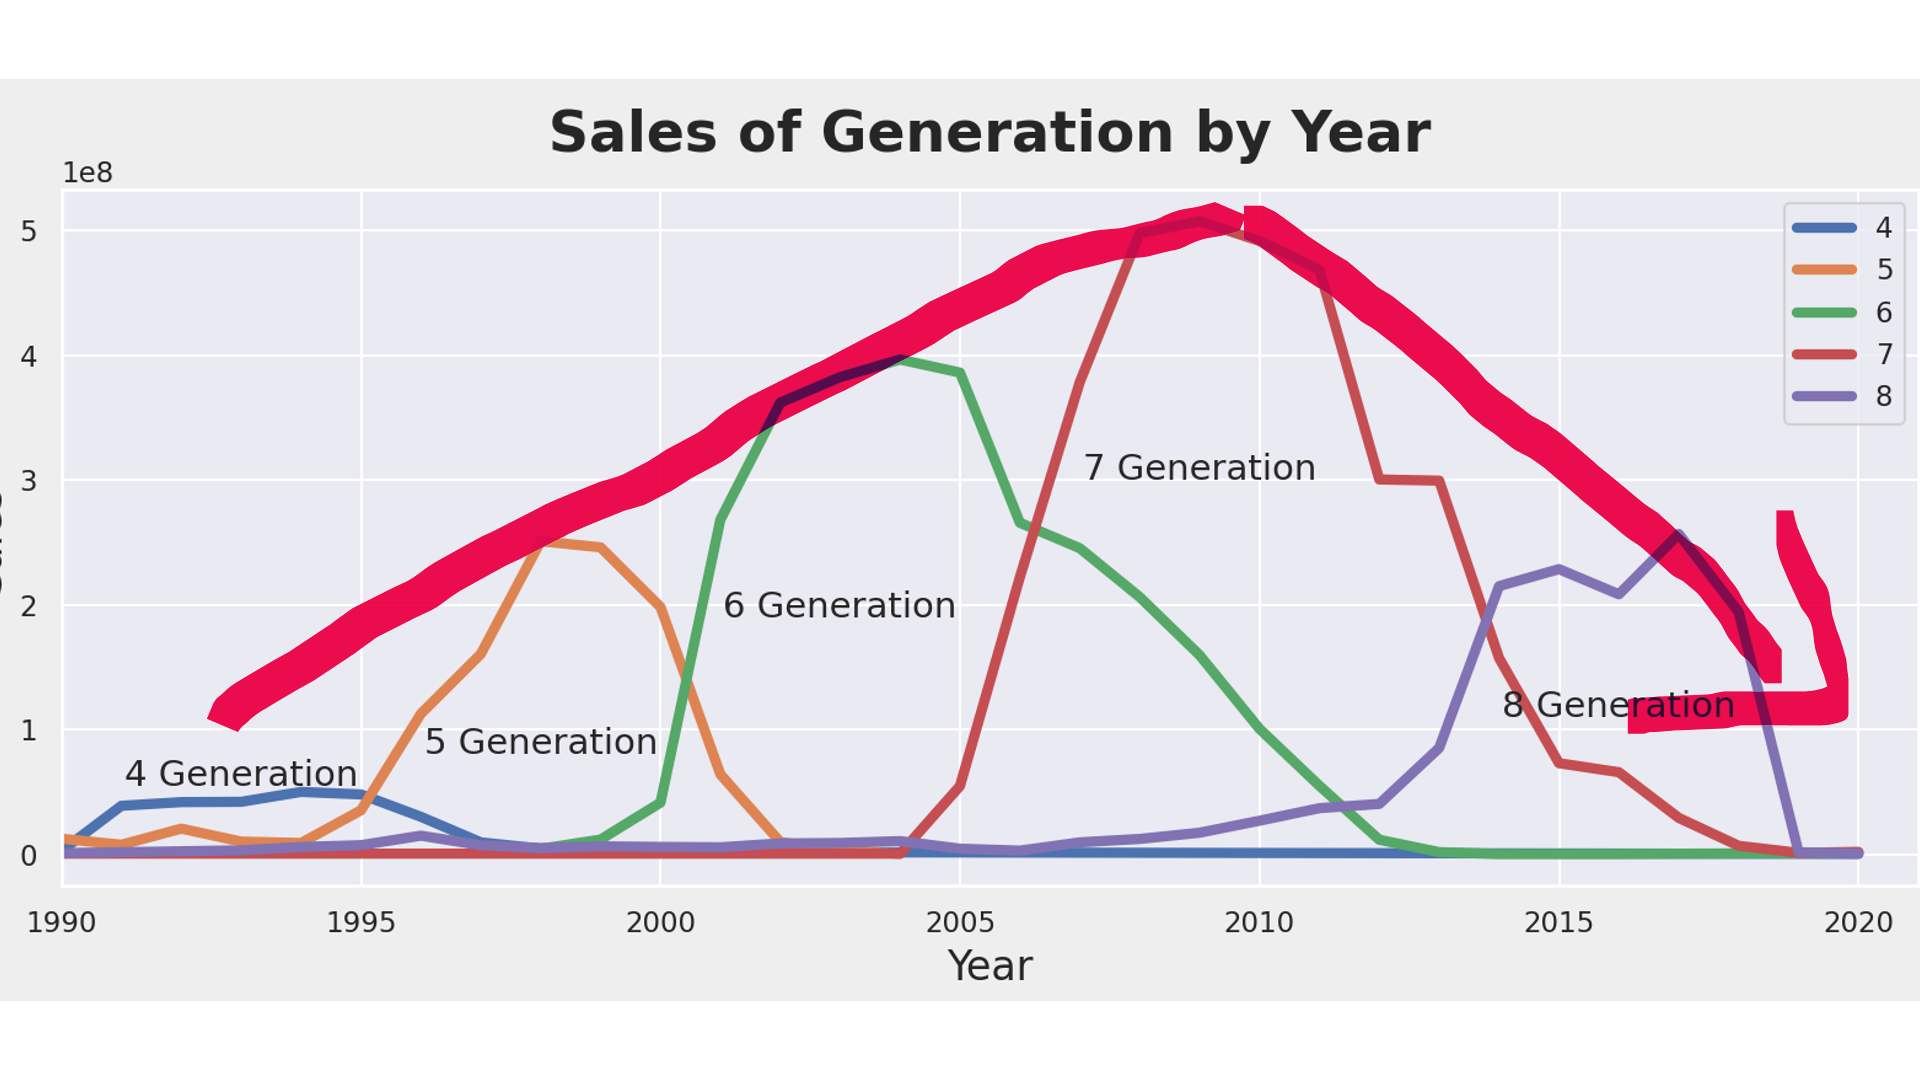 Sales of Generation by Year
1e8
5
4
3
2
1
0
4
5
6
7
8
7 Generation
6 Generation
8 Generation
5 Generation
4 Generation
1990 1995 2000 2005 2010 2015 2020
Year